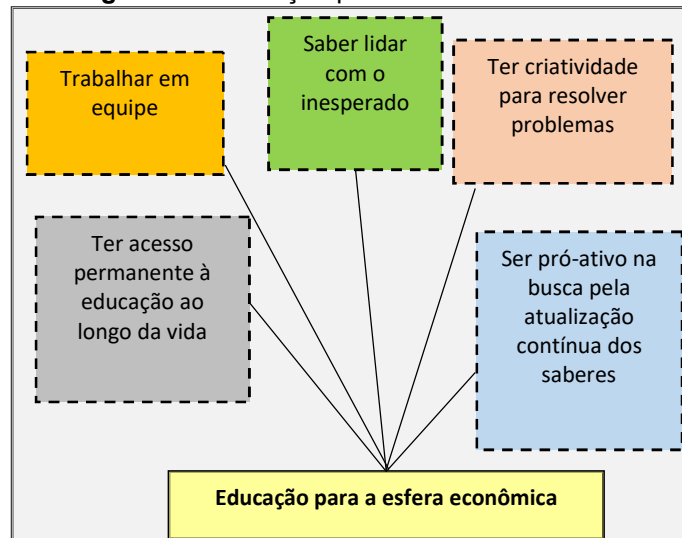 Trabalhar em
equipe
Saber lidar
com o
inesperado
Ter criatividade
para resolver
problemas
Ter acesso
permanente à
educação ao
longo da vida
Ser pró-ativo na
busca pela
atualização
contínua dos
saberes
Educação para a esfera econômica